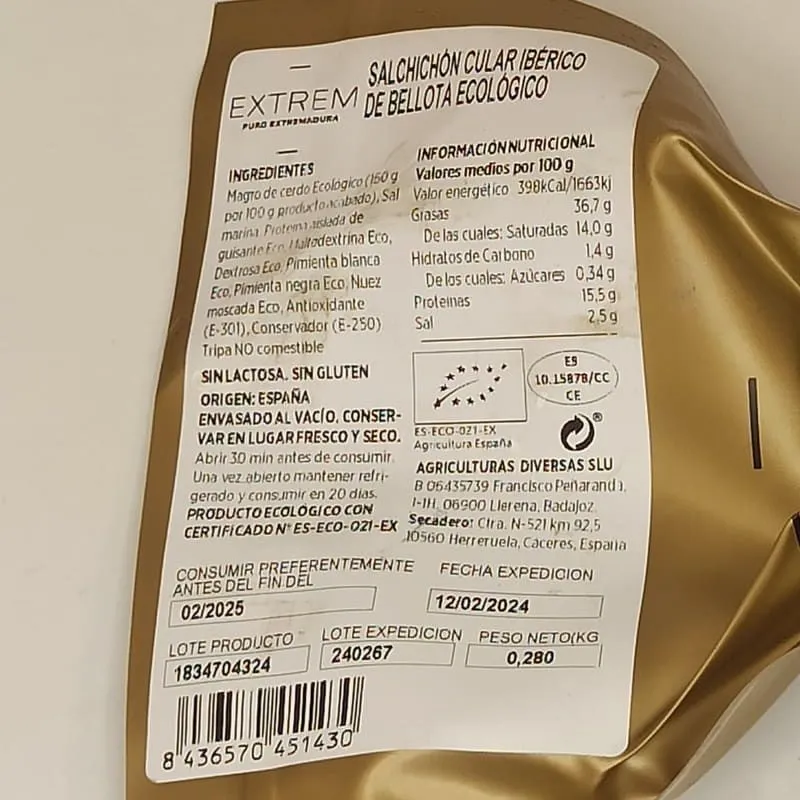 EXTREM
PURO EXTREMADURA
SALCHICHÓN CULAR IBÉRICO
DE BELLOTA ECOLÓGICO
INGREDIENTES
Magro de cerdo Ecológico (150 g
por 100 g producto acabado), Sal
marina, Proteína aislada de
guisante Eco, Maltodextrina Eco,
Dextrosa Eco, Pimienta blanca
Eco, Pimienta negra Eco, Nuez
moscada Eco, Antioxidante
(E-301), Conservador (E-250)
Tripa NO comestible
SIN LACTOSA. SIN GLUTEN
ORIGEN: ESPAÑA
ENVASADO AL VACÍO, CONSER-
VAR EN LUGAR FRESCO Y SECO.
Abrir 30 min antes de consumir.
Una vez abierto mantener refri-
gerado y consumir en 20 días.
PRODUCTO ECOLÓGICO CON
CERTIFICADO Nº ES-ECO-021-EX
INFORMACIÓN NUTRICIONAL
Valores medios por 100 g
Valor energético 398kCal/1663kj
Grasas 36,7 g
De las cuales: Saturadas 14,0 g
Hidratos de Carbono 1,4 g
De los cuales: Azúcares 0,34 g
Proteínas 15,5 g
Sal 2,5 g
ES-ECO-021-EX
Agricultura España
ES
10.15878/CC
CE
AGRICULTURAS DIVERSAS SLU
B 06435739 Francisco Peñaranda,
1-1H, 06900 Llerena, Badajoz
Secadero: Ctra. N-521 km 92,5
10560 Herreruela, Cáceres, España
CONSUMIR PREFERENTEMENTE
ANTES DEL FIN DEL
02/2025
FECHA EXPEDICION
12/02/2024
LOTE PRODUCTO
1834704324
LOTE EXPEDICION
240267
PESO NETO(KG
0,280
8 436570 451430